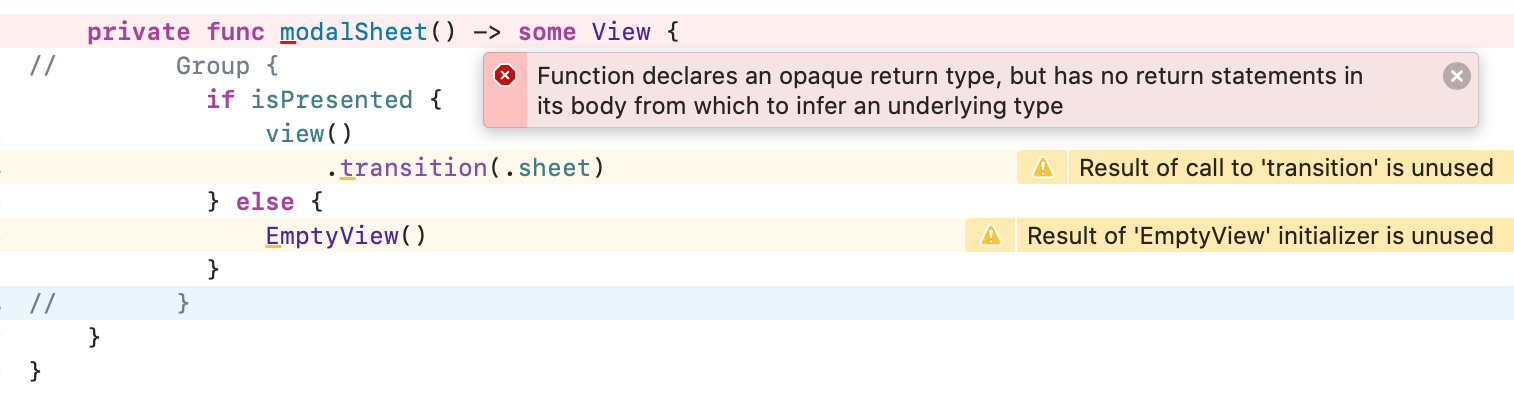 private func modalSheet() -> some View {
// Group {
Function declares an opaque return type, but has no return statements in
its body from which to infer an underlying type
if isPresented {
view()
.transition(.sheet)
Result of call to 'transition' is unused
} else {
EmptyView()
Result of 'EmptyView' initializer is unused
}
// }
}
}